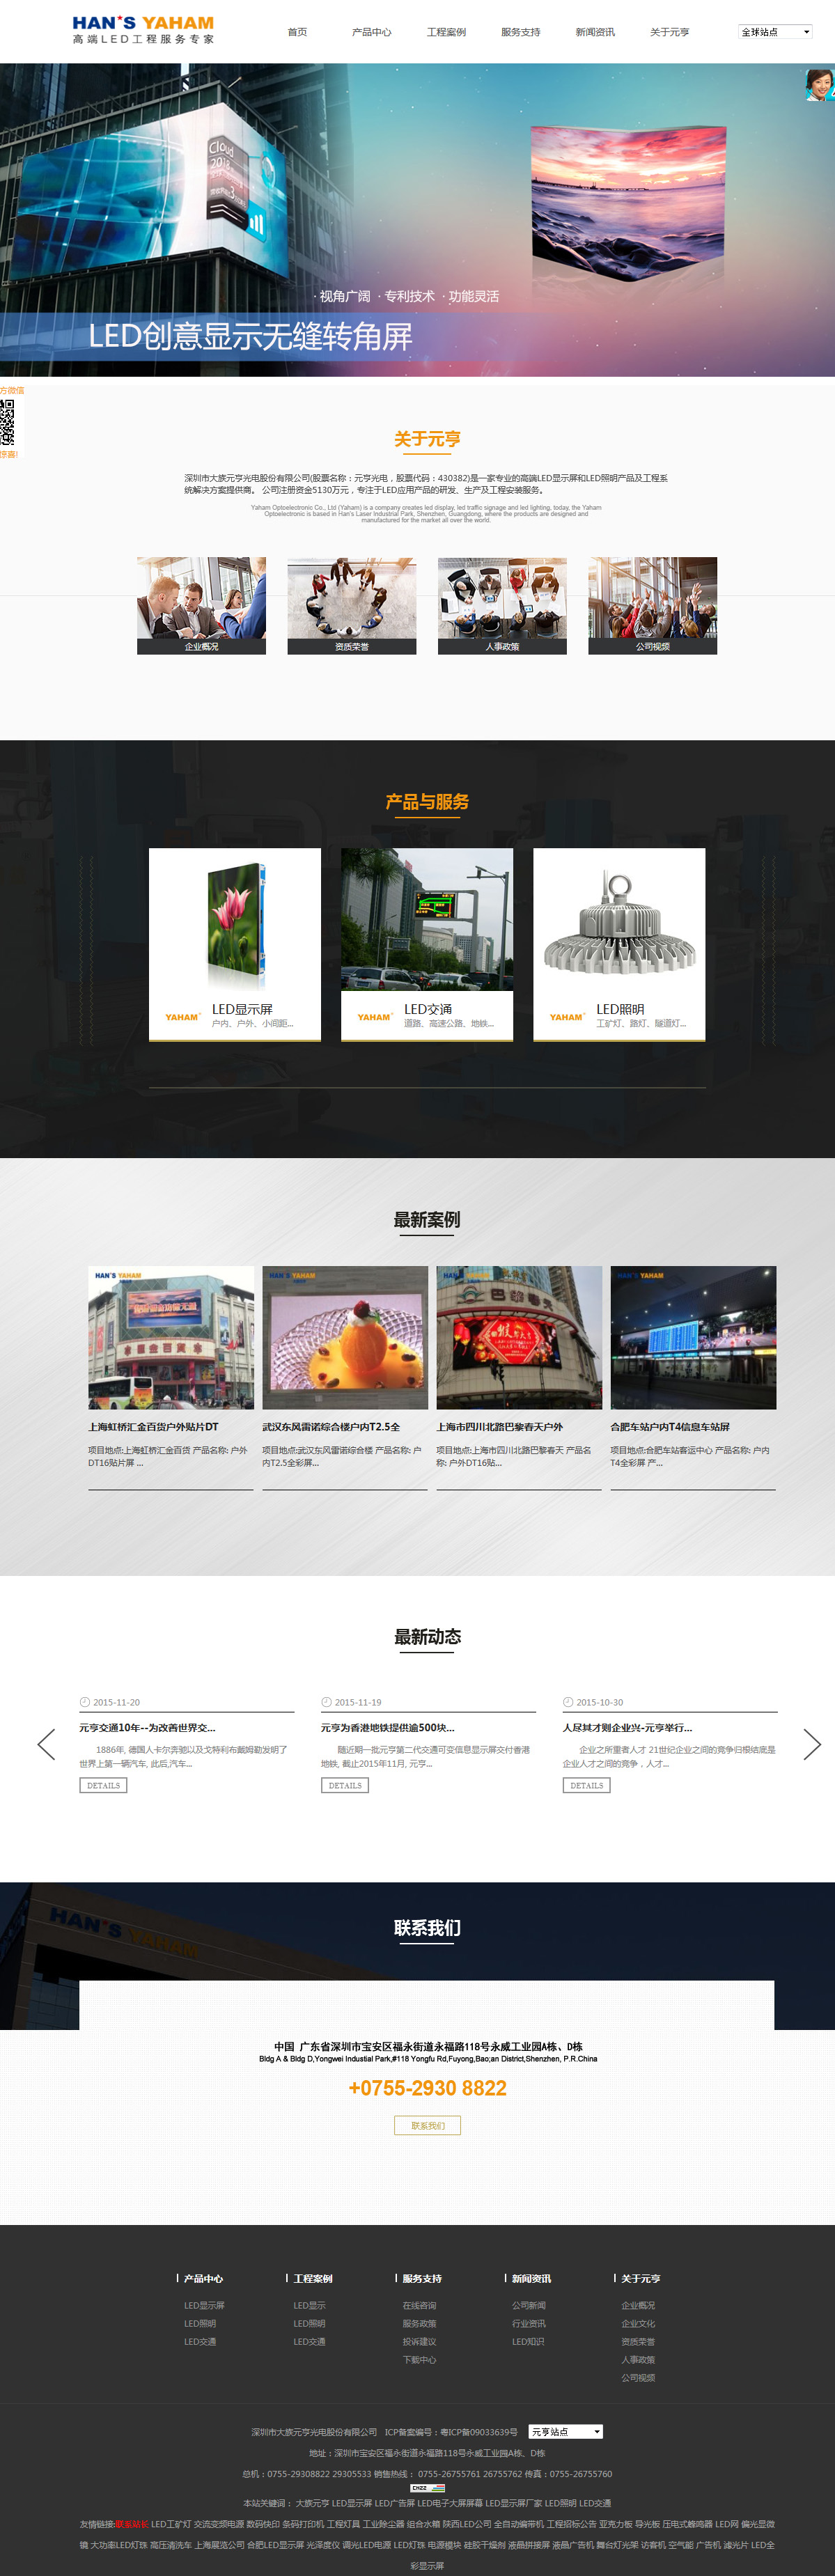 HAN'S YAHAM
高端LED工程服务专家
首页 产品中心 工程案例 服务支持 新闻资讯 关于元亨 全球站点
Cloud
· 视角广阔 · 专利技术 · 功能灵活
LED创意显示无缝转角屏
方微信
惊喜!
关于元亨
深圳市大族元亨光电股份有限公司(股票名称：元亨光电，股票代码：430382)是一家专业的高端LED显示屏和LED照明产品及工程系
统解决方案提供商。 公司注册资金5130万元，专注于LED应用产品的研发、生产及工程安装服务。
Yaham Optoelectronic Co., Ltd (Yaham) is a company creates led display, led traffic signage and led lighting, today, the Yaham
Optoelectronic is based in Han's Laser Industrial Park, Shenzhen, Guangdong, where the products are designed and
manufactured for the market all over the world.
企业概况 资质荣誉 人事政策 公司视频
产品与服务
YAHAM LED显示屏
户内、户外、小间距...
YAHAM LED交通
道路、高速公路、地铁...
YAHAM LED照明
工矿灯、路灯、隧道灯...
最新案例
HAN'S YAHAM HAN'S YAHAM HAN'S YAHAM HAN'S YAHAM
上海虹桥汇金百货户外贴片DT
项目地点:上海虹桥汇金百货 产品名称: 户外
DT16贴片屏 ...
武汉东风雷诺综合楼户内T2.5全
项目地点:武汉东风雷诺综合楼 产品名称: 户
内T2.5全彩屏...
上海市四川北路巴黎春天户外
项目地点:上海市四川北路巴黎春天 产品名
称: 户外DT16贴...
合肥车站户内T4信息车站屏
项目地点:合肥车站客运中心 产品名称: 户内
T4全彩屏 产...
最新动态
2015-11-20
元亨交通10年--为改善世界交...
1886年, 德国人卡尔奔驰以及戈特利布戴姆勒发明了
世界上第一辆汽车, 此后,汽车...
DETAILS
2015-11-19
元亨为香港地铁提供逾500块...
随近期一批元亨第二代交通可变信息显示屏交付香港
地铁, 截止2015年11月, 元亨...
DETAILS
2015-10-30
人尽其才则企业兴-元亨举行...
企业之所重者人才 21世纪企业之间的竞争归根结底是
企业人才之间的竞争，人才...
DETAILS
HAN'S YAHAM
联系我们
中国 广东省深圳市宝安区福永街道永福路118号永威工业园A栋、D栋
Bldg A & Bldg D,Yongwei Industial Park,#118 Yongfu Rd,Fuyong,Bao;an District,Shenzhen, P.R.China
+0755-2930 8822
联系我们
产品中心
LED显示屏
LED照明
LED交通
工程案例
LED显示
LED照明
LED交通
服务支持
在线咨询
服务政策
投诉建议
下载中心
新闻资讯
公司新闻
行业资讯
LED知识
关于元亨
企业概况
企业文化
资质荣誉
人事政策
公司视频
深圳市大族元亨光电股份有限公司 ICP备案编号：粤ICP备09033639号 元亨站点
地址：深圳市宝安区福永街道永福路118号永威工业园A栋、D栋
总机：0755-29308822 29305533 销售热线： 0755-26755761 26755762 传真：0755-26755760
CNZZ
本站关键词： 大族元亨 LED显示屏 LED广告屏 LED电子大屏屏幕 LED显示屏厂家 LED照明 LED交通
友情链接:联系站长 LED工矿灯 交流变频电源 数码快印 条码打印机 工程灯具 工业除尘器 组合水箱 陕西LED公司 全自动编带机 工程招标公告 亚克力板 导光板 压电式蜂鸣器 LED网 偏光显微
镜 大功率LED灯珠 高压清洗车 上海展览公司 合肥LED显示屏 光泽度仪 调光LED电源 LED灯珠 电源模块 硅胶干燥剂 液晶拼接屏 液晶广告机 舞台灯光架 访客机 空气能 广告机 滤光片 LED全
彩显示屏